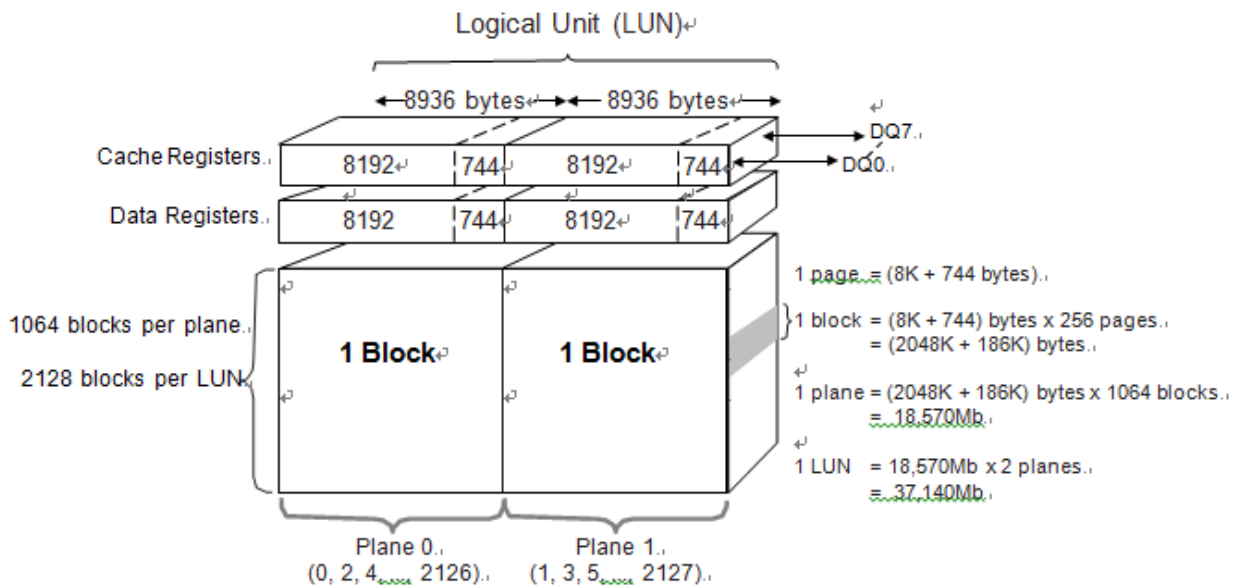 Logical Unit (LUN)↵
8936 bytes↵ 8936 bytes↵
↵
DQ7.↓
DQ0.↓
Cache Registers.↓
8192↵ 744↵ 8192↵ 744↵
Data Registers.↓
8192 744↵ 8192↵ 744↵
1064 blocks per plane.↓
2128 blocks per LUN
1 Block↵ 1 Block↵
1 page = (8K + 744 bytes).↓
1 block = (8K + 744) bytes x 256 pages.↓
= (2048K + 186K) bytes.↓
↵
1 plane = (2048K + 186K) bytes x 1064 blocks.↓
= 18,570Mb.↓
↵
1 LUN = 18,570Mb x 2 planes.↓
= 37,140Mb.↓
Plane 0.↓ Plane 1.↓
(0, 2, 4, 2126).↓ (1, 3, 5, 2127).↓